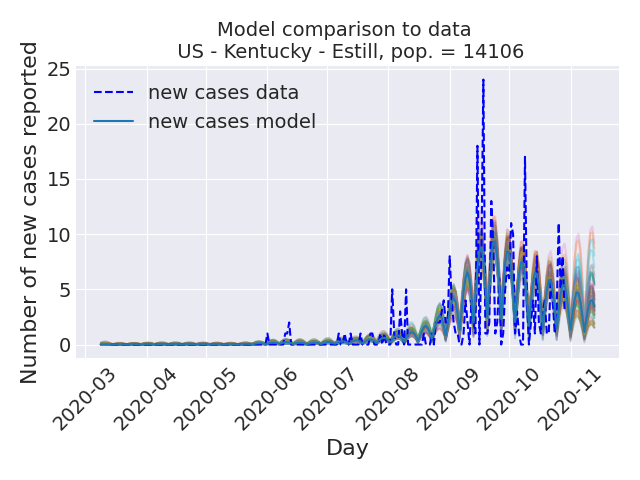 Model comparison to data
US - Kentucky - Estill, pop. = 14106
Number of new cases reported
25
20
15
10
5
0
new cases data
new cases model
2020-03
2020-04
2020-05
2020-06
2020-07
2020-08
2020-09
2020-10
2020-11
Day